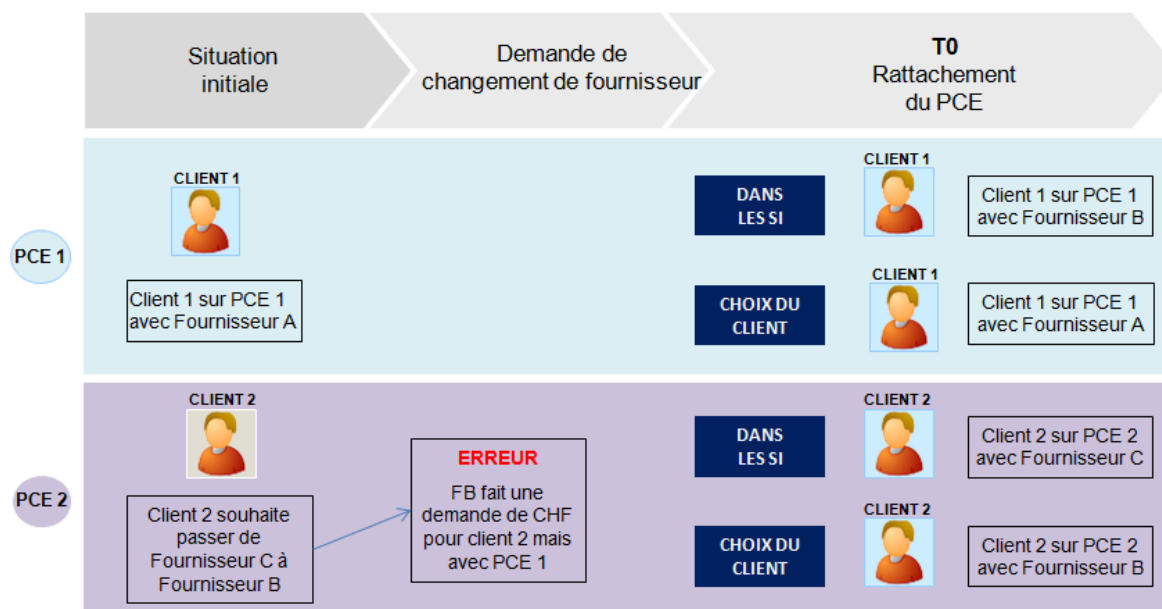 Situation
initiale
Demande de
changement de fournisseur
T0
Rattachement
du PCE
PCE 1
CLIENT 1
Client 1 sur PCE 1
avec Fournisseur A
DANS
LES SI
CLIENT 1
Client 1 sur PCE 1
avec Fournisseur B
CHOIX DU
CLIENT
CLIENT 1
Client 1 sur PCE 1
avec Fournisseur A
PCE 2
CLIENT 2
Client 2 souhaite
passer de
Fournisseur C à
Fournisseur B
ERREUR
FB fait une
demande de CHF
pour client 2 mais
avec PCE 1
DANS
LES SI
CLIENT 2
Client 2 sur PCE 2
avec Fournisseur C
CHOIX DU
CLIENT
CLIENT 2
Client 2 sur PCE 2
avec Fournisseur B